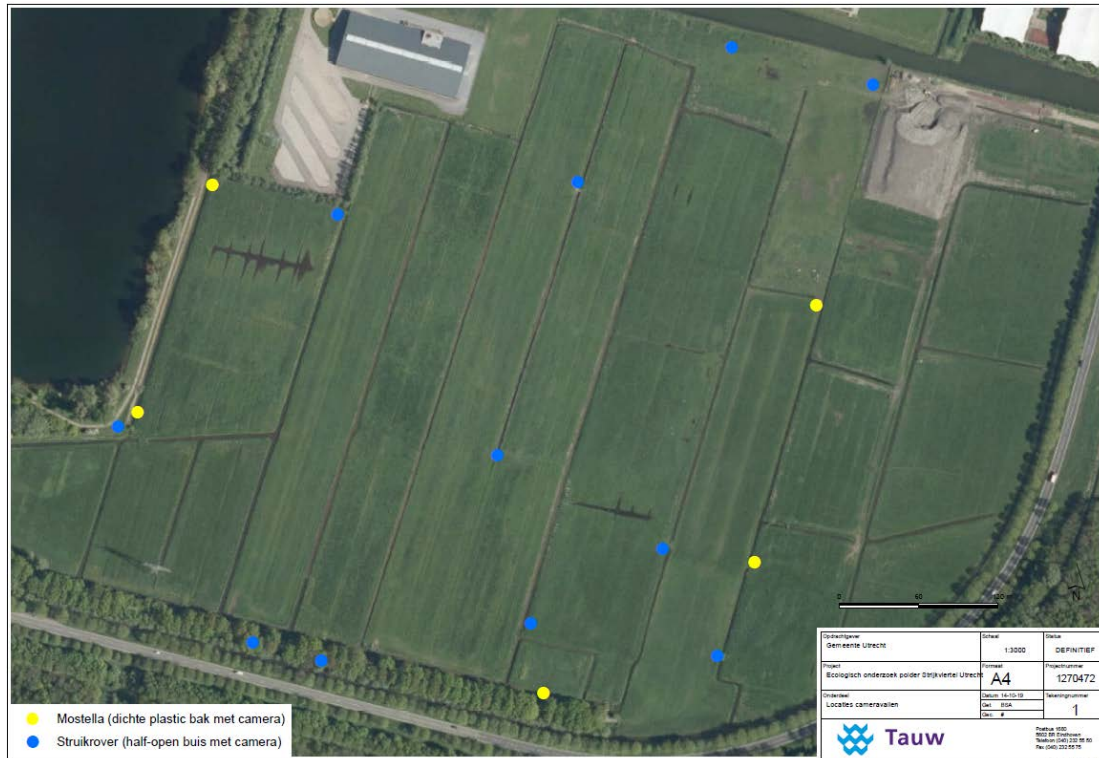 0 60 120 m
N
Mostella (dichte plastic bak met camera)
Struikrover (half-open buis met camera)
Opdrachtgever
Gemeente Utrecht
Schaal
1:3000
Status
DEFINITIEF
Project
Ecologisch onderzoek polder Strijkviertel Utrecht
Formaat
A4
Projectnummer
1270472
Onderdeel
Locaties cameravallen
Datum 14-10-19
Get. BSA
Gec. #
Tekeningnummer
1
Tauw
Postbus 1680
5602 BR Eindhoven
Telefoon (040) 232 55 50
Fax (040) 232 55 75